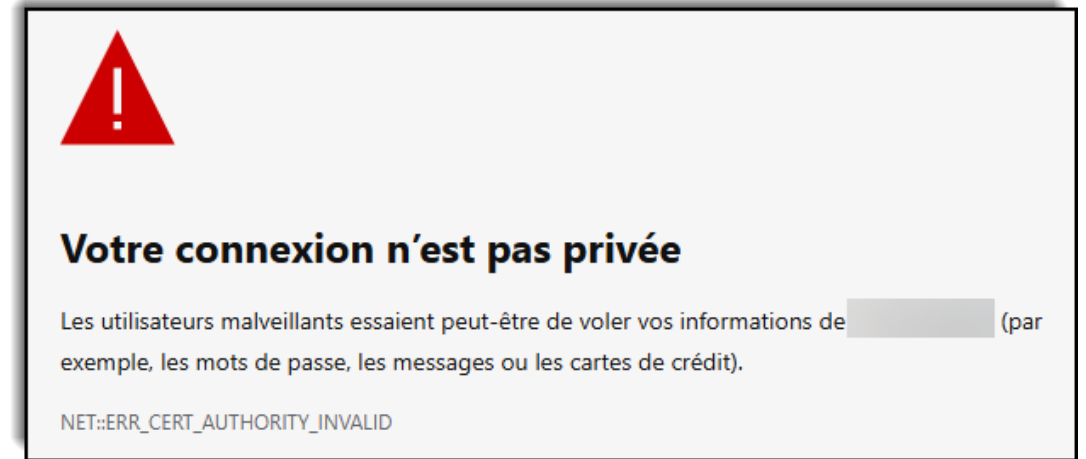 Votre connexion n’est pas privée
Les utilisateurs malveillants essaient peut-être de voler vos informations de (par
exemple, les mots de passe, les messages ou les cartes de crédit).
NET::ERR_CERT_AUTHORITY_INVALID